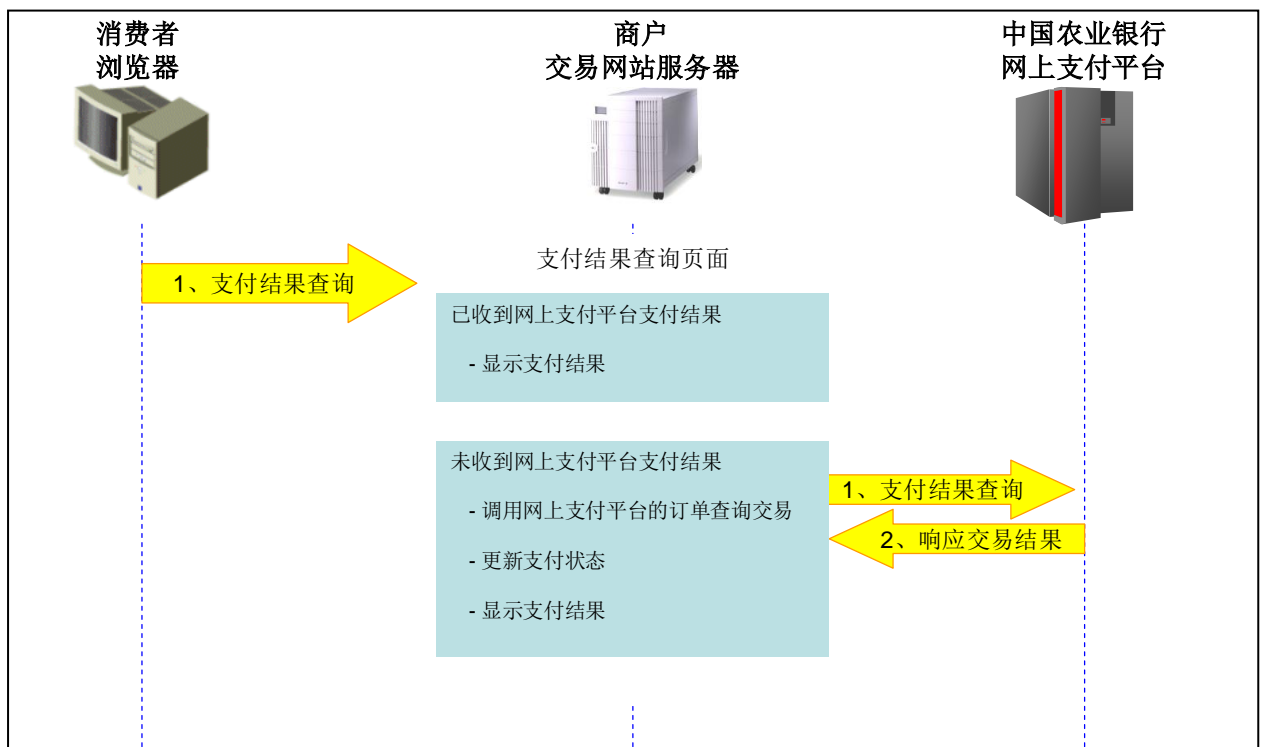 消费者
浏览器
商户
交易网站服务器
中国农业银行
网上支付平台
支付结果查询页面
1、支付结果查询
已收到网上支付平台支付结果
- 显示支付结果
未收到网上支付平台支付结果
- 调用网上支付平台的订单查询交易
- 更新支付状态
- 显示支付结果
1、支付结果查询
2、响应交易结果